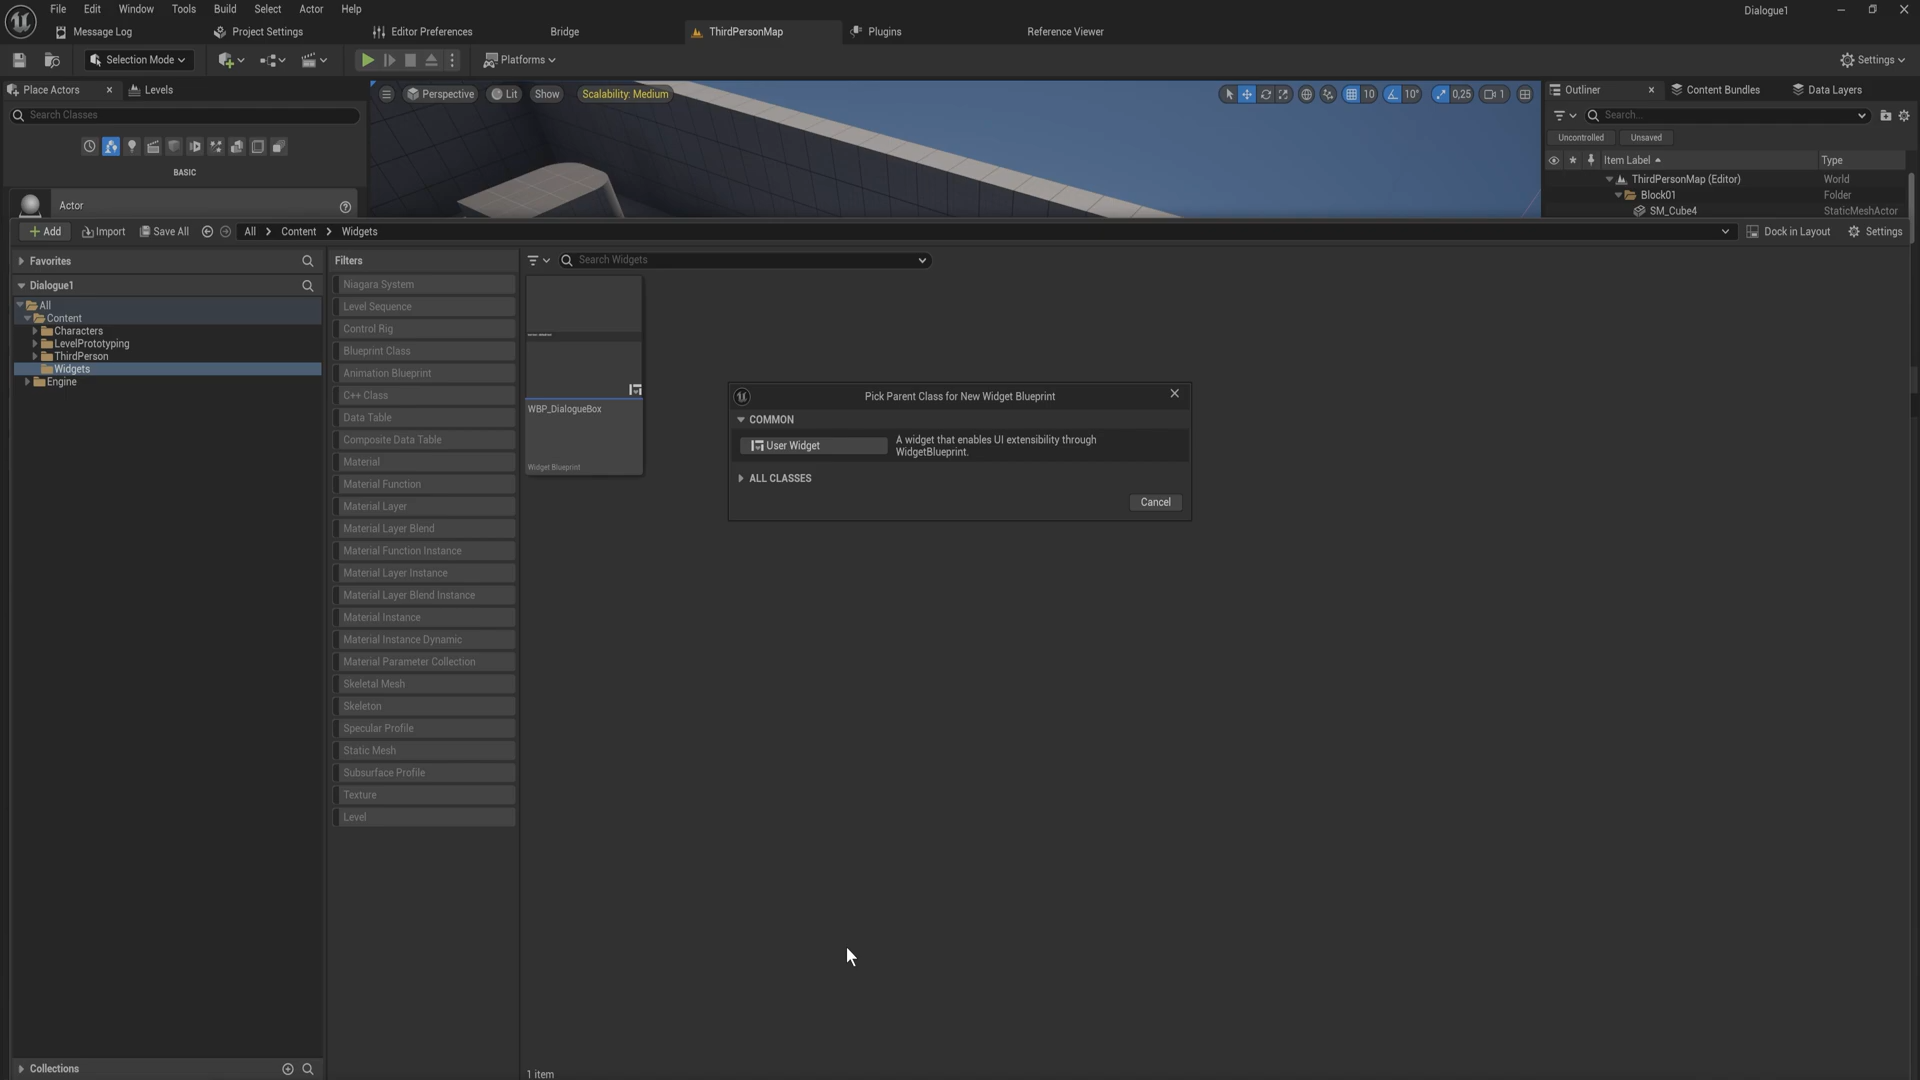 File Edit Window Tools Build Select Actor Help
Dialogue1
Message Log Project Settings Editor Preferences Bridge ThirdPersonMap Plugins Reference Viewer
Selection Mode Platforms Settings
Place Actors Levels
Perspective Lit Show Scalability: Medium 10 10° 0,25 1
Outliner Content Bundles Data Layers
Search Classes
Search...
Uncontrolled Unsaved
Item Label Type
BASIC
ThirdPersonMap (Editor) World
Block01 Folder
Actor
SM_Cube4 StaticMeshActor
Add Import Save All All Content Widgets Dock in Layout Settings
Favorites
Filters
Search Widgets
Dialogue1
All
Content
Characters
LevelPrototyping
ThirdPerson
Widgets
Engine
Niagara System
Level Sequence
Control Rig
Blueprint Class
Animation Blueprint
C++ Class
Data Table
Composite Data Table
Material
Material Function
Material Layer
Material Layer Blend
Material Function Instance
Material Layer Instance
Material Layer Blend Instance
Material Instance
Material Instance Dynamic
Material Parameter Collection
Skeletal Mesh
Skeleton
Specular Profile
Static Mesh
Subsurface Profile
Texture
Level
WBP_DialogueBox
Widget Blueprint
Pick Parent Class for New Widget Blueprint
COMMON
User Widget
A widget that enables UI extensibility through
WidgetBlueprint.
ALL CLASSES
Cancel
Collections
1 item